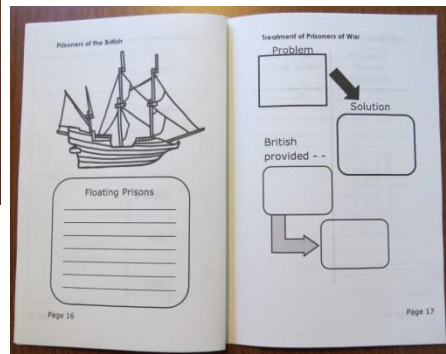 Prisoners of the British
Floating Prisons
Page 16
Treatment of Prisoners of War
Problem
Solution
British
provided - -
Page 17